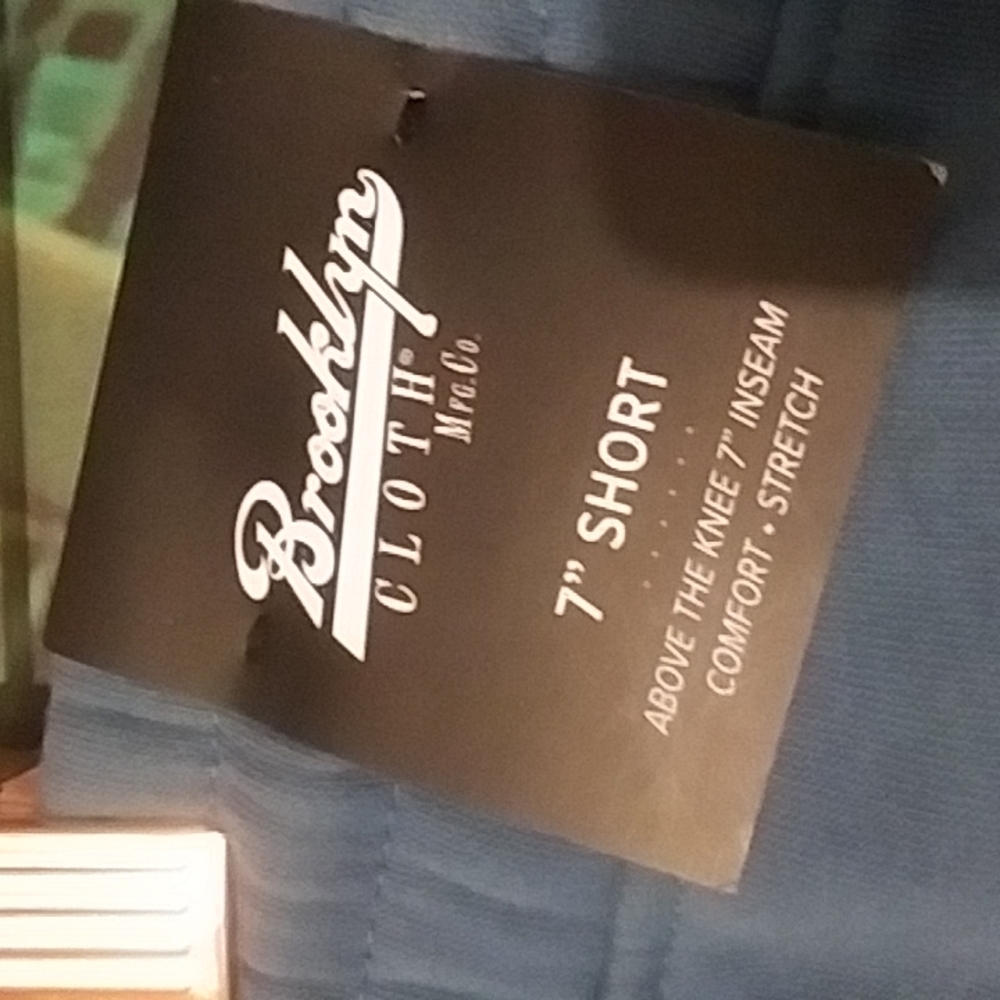 Brooklyn
CLOTH®
MFG.CO.
7" SHORT
ABOVE THE KNEE 7" INSEAM
COMFORT • STRETCH